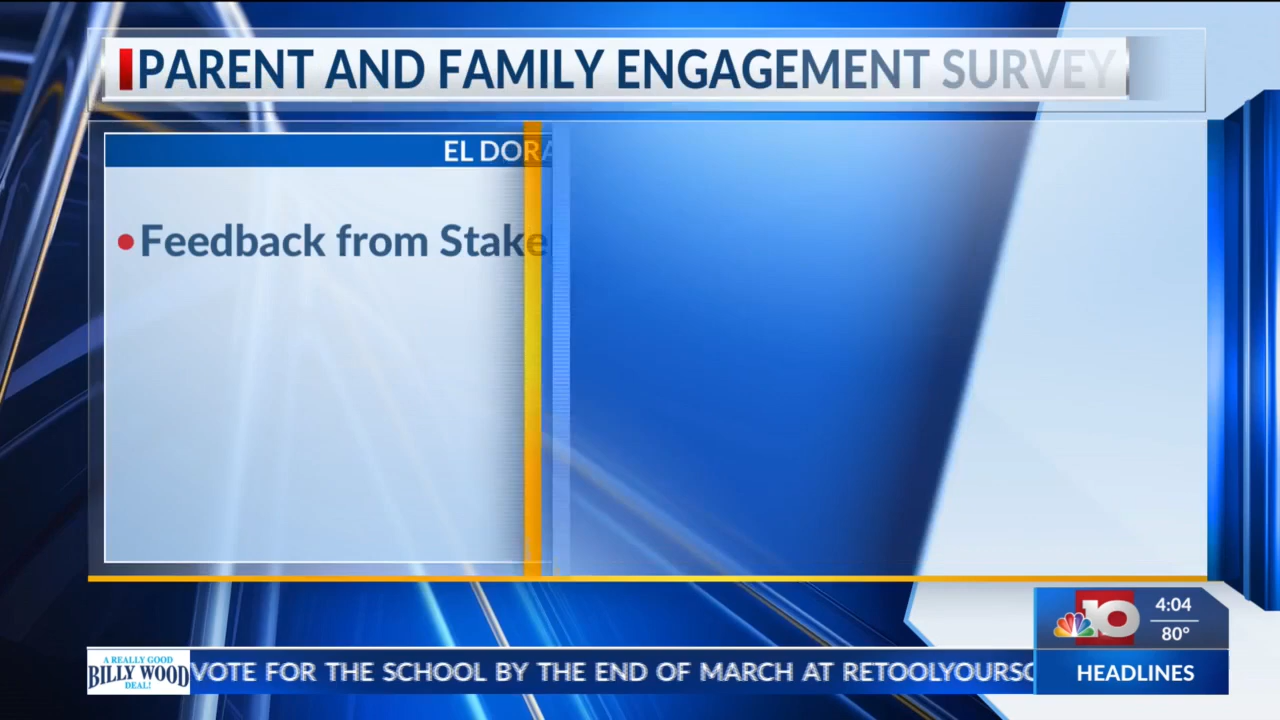 PARENT AND FAMILY ENGAGEMENT SURVEY
EL DORA
• Feedback from Stake
10
4:04
80°
A REALLY GOOD
BILLY WOOD
DEAL!
VOTE FOR THE SCHOOL BY THE END OF MARCH AT RETOOLYOURSC
HEADLINES